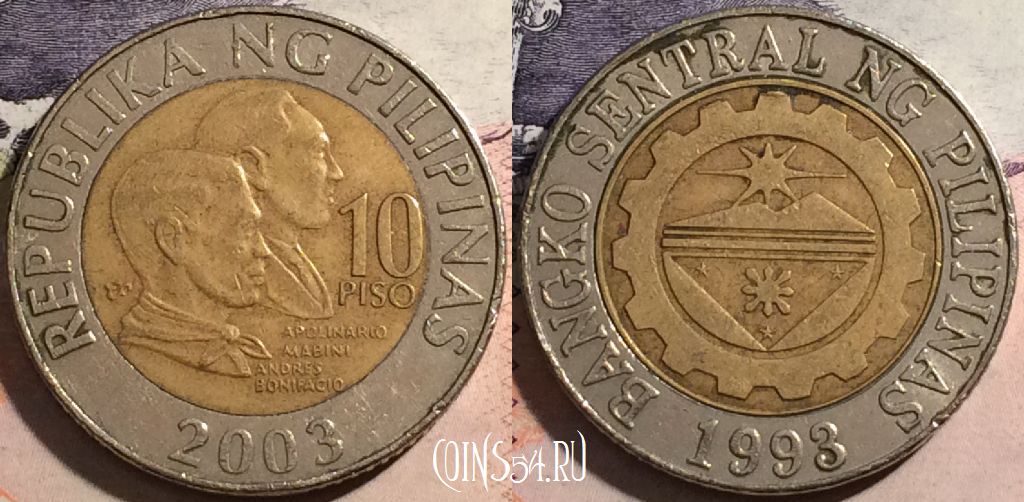 REPUBLIKA NG PILIPINAS
10
PISO
APOLINARIO
MABINI
ANDRES
BONIFACIO
2003
BANGKO SENTRAL NG PILIPINAS
1993
COINS54.RU